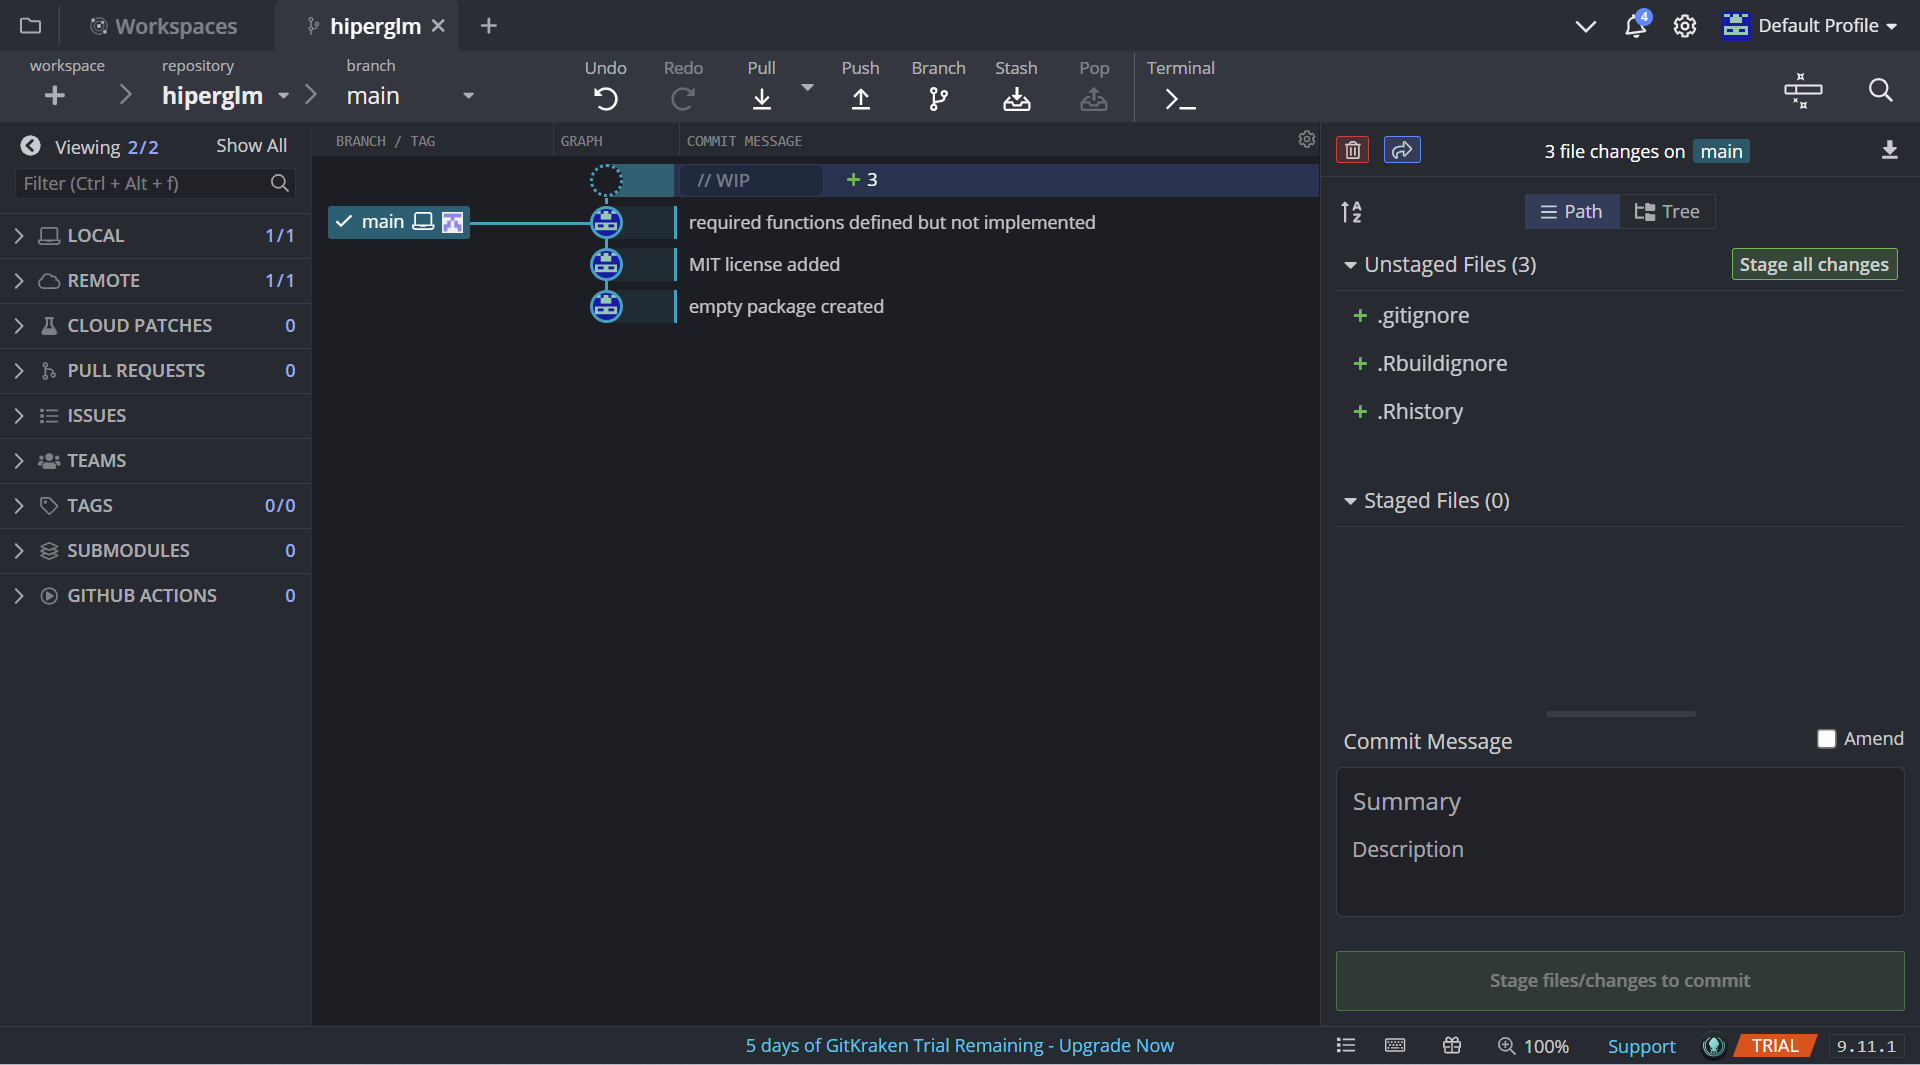 Workspaces
hiperglm
4
Default Profile
workspace
repository
hiperglm
branch
main
Undo
Redo
Pull
Push
Branch
Stash
Pop
Terminal
Viewing 2/2
Show All
Filter (Ctrl + Alt + f)
LOCAL 1/1
REMOTE 1/1
CLOUD PATCHES 0
PULL REQUESTS 0
ISSUES
TEAMS
TAGS 0/0
SUBMODULES 0
GITHUB ACTIONS 0
BRANCH / TAG
GRAPH
COMMIT MESSAGE
// WIP
3
main
required functions defined but not implemented
MIT license added
empty package created
3 file changes on main
Path
Tree
Unstaged Files (3)
Stage all changes
.gitignore
.Rbuildignore
.Rhistory
Staged Files (0)
Commit Message
Amend
Summary
Description
Stage files/changes to commit
5 days of GitKraken Trial Remaining - Upgrade Now
100%
Support
TRIAL
9.11.1